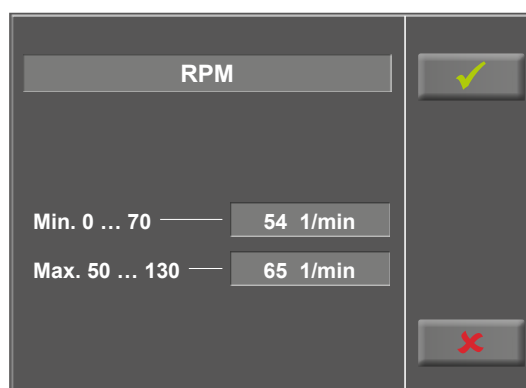 RPM
Min. 0 … 70 54 1/min
Max. 50 … 130 65 1/min